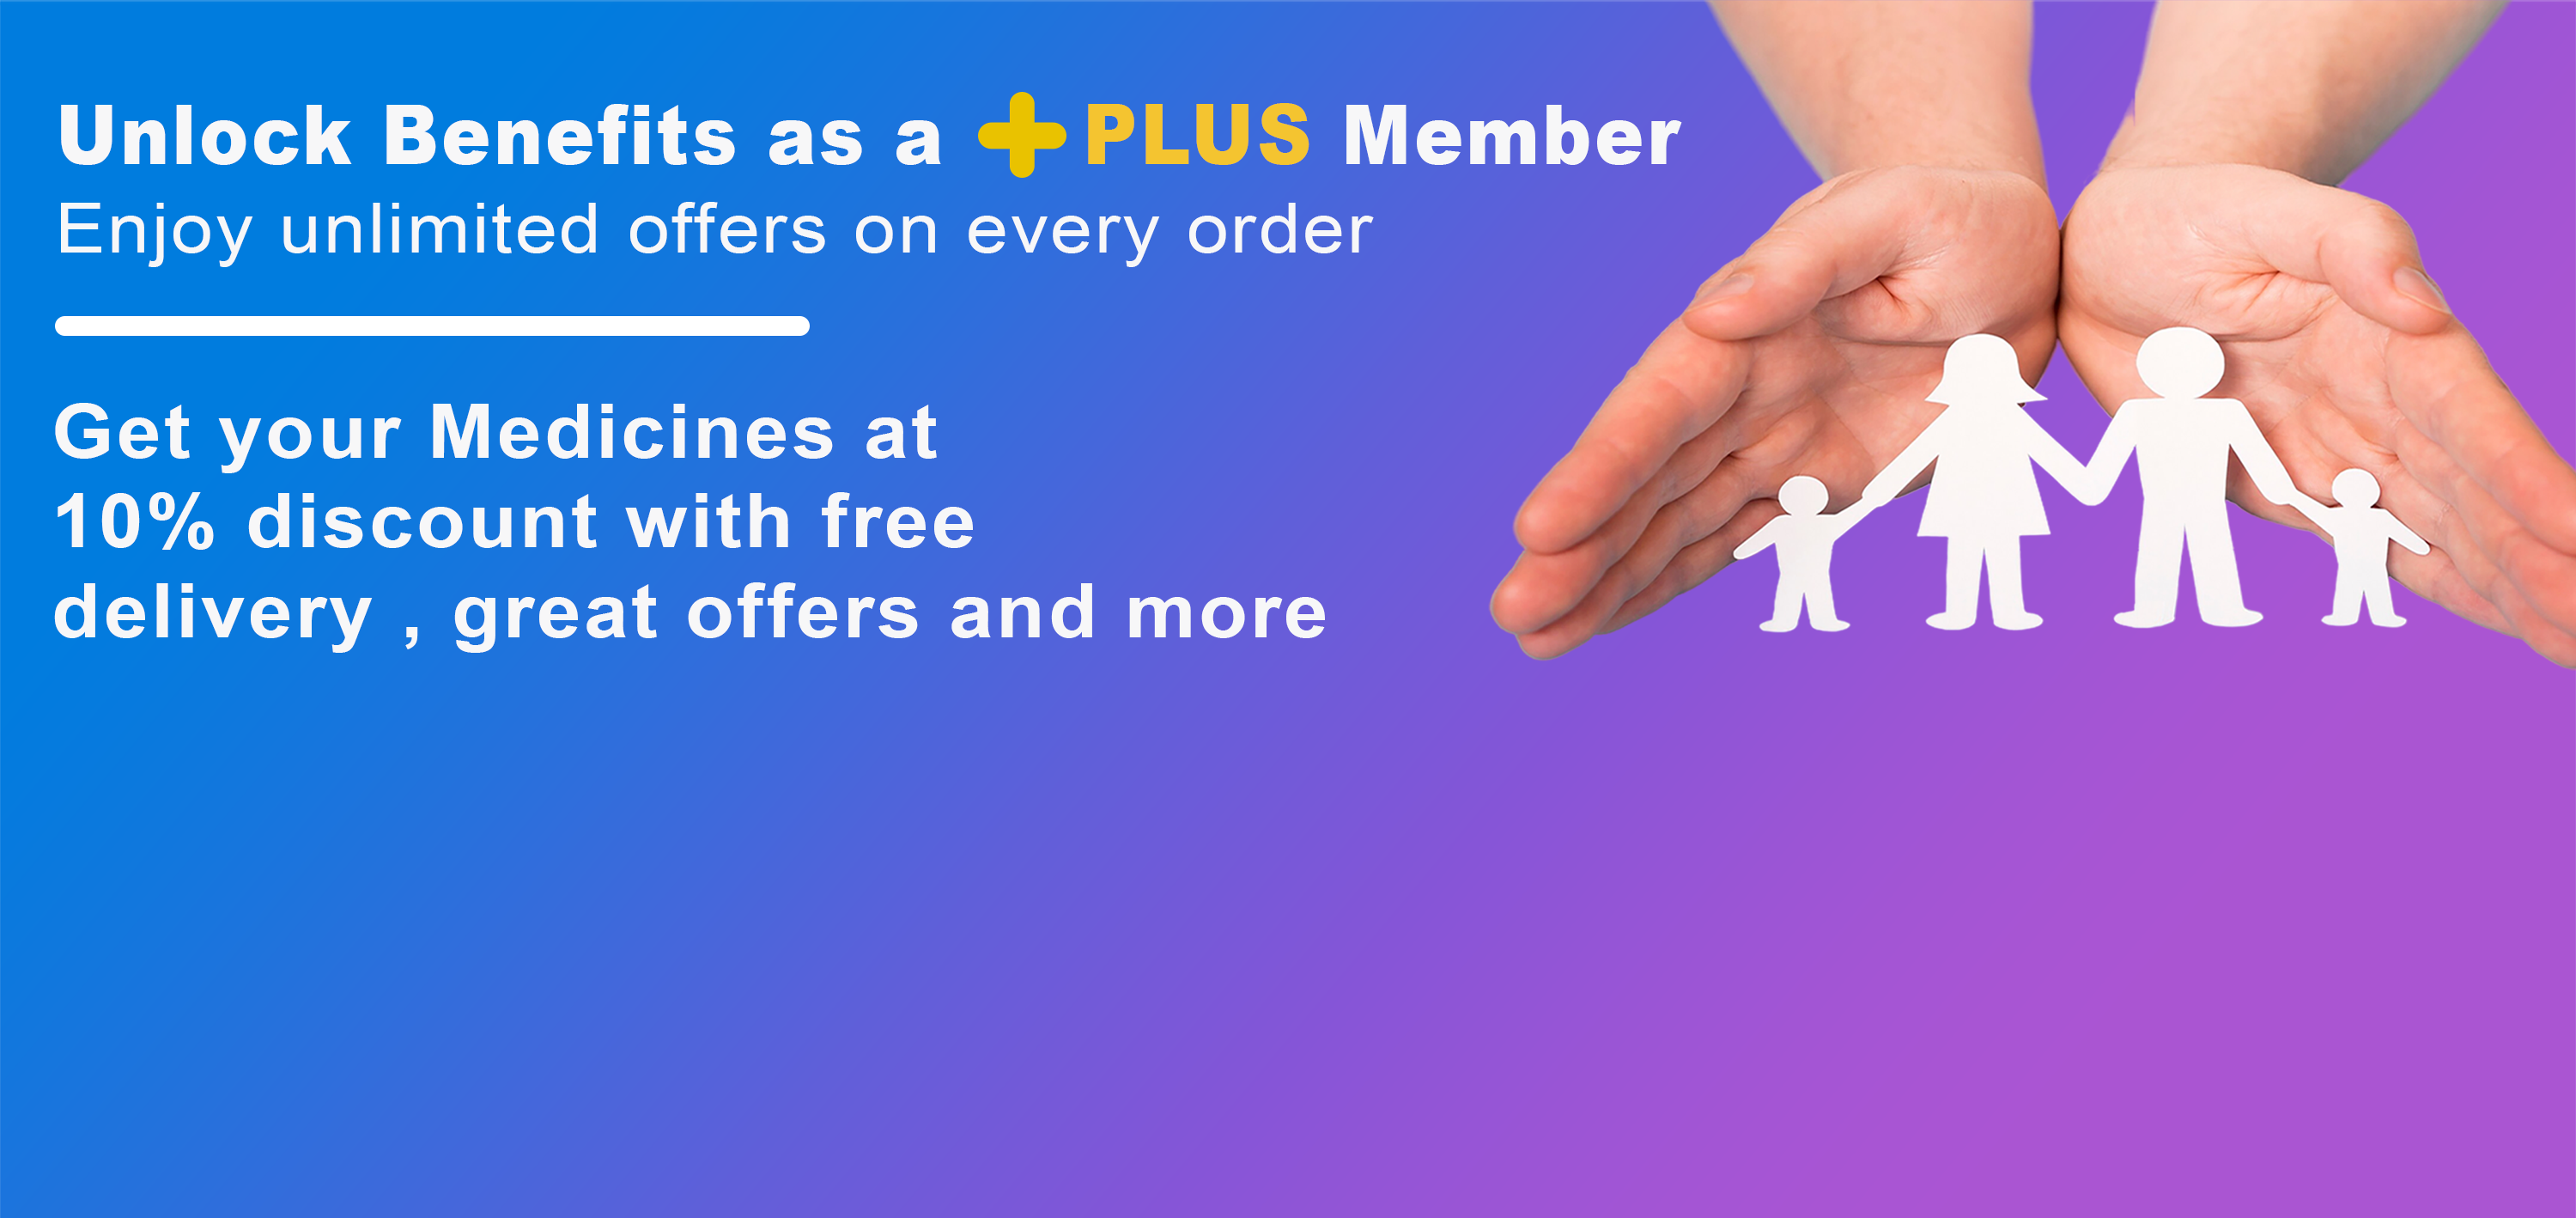 Unlock Benefits as a PLUS Member
Enjoy unlimited offers on every order
Get your Medicines at
10% discount with free
delivery , great offers and more